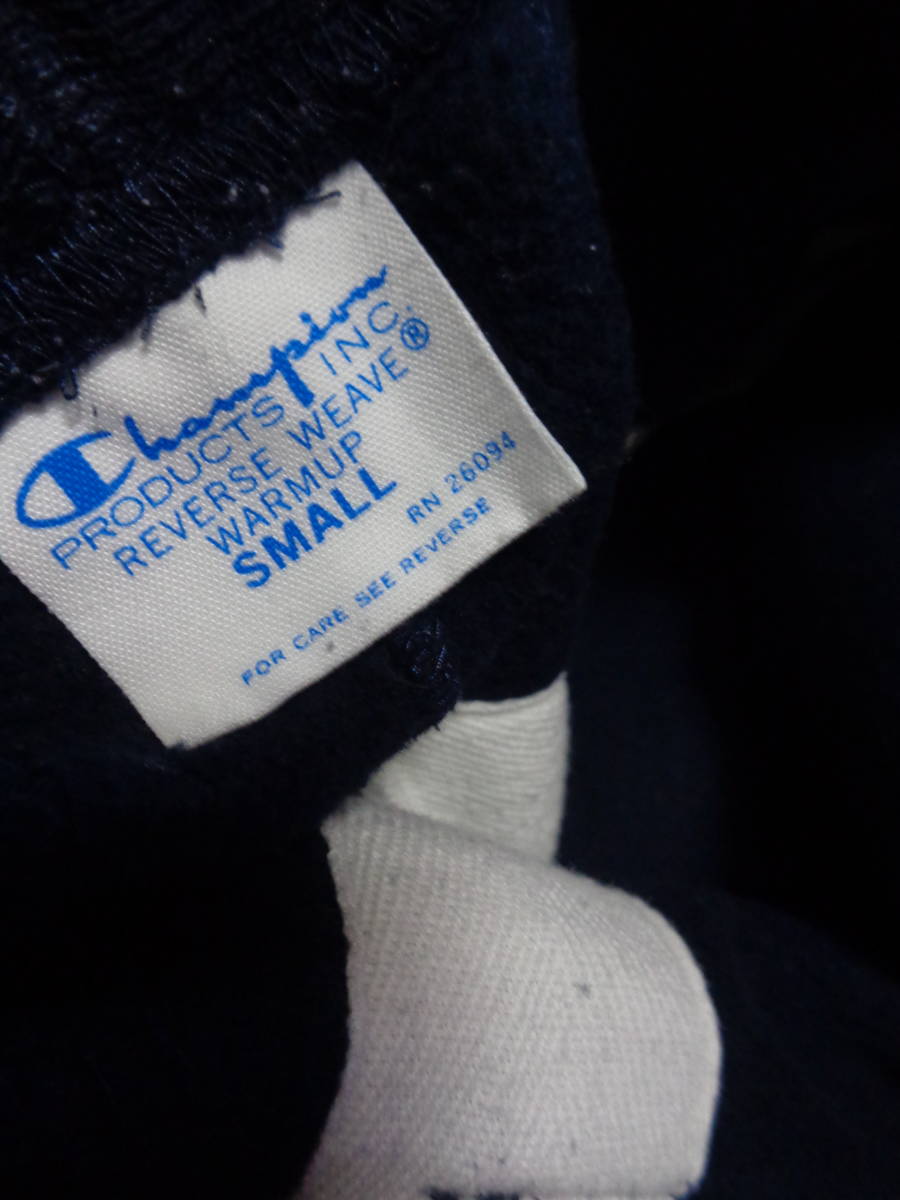 Champion
PRODUCTS INC.
REVERSE WEAVE®
WARMUP
SMALL
RN 26094
FOR CARE SEE REVERSE